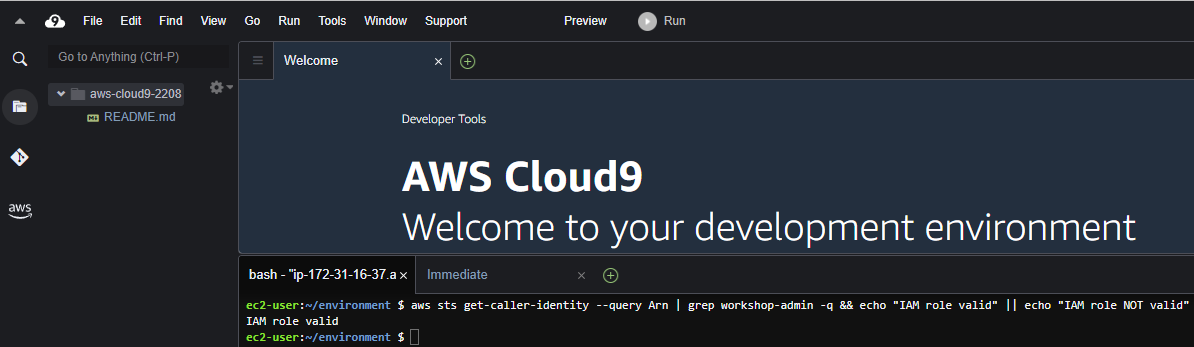 9 File Edit Find View Go Run Tools Window Support Preview Run
Go to Anything (Ctrl-P)
Welcome
aws-cloud9-2208
README.md
aws
Developer Tools
AWS Cloud9
Welcome to your development environment
bash - "ip-172-31-16-37.a Immediate
ec2-user:~/environment $ aws sts get-caller-identity --query Arn | grep workshop-admin -q && echo "IAM role valid" || echo "IAM role NOT valid"
IAM role valid
ec2-user:~/environment $